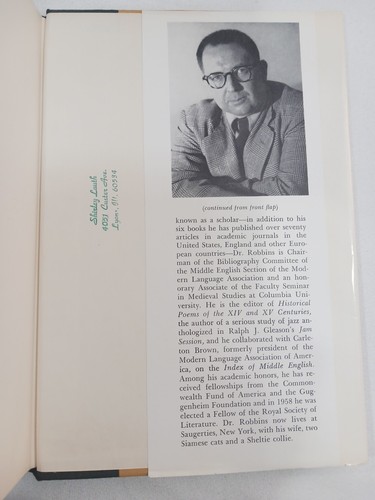 Shirley Lauth
4051 Custer Ave.
Lyons, Ill. 60534
(continued from front flap)
known as a scholar—in addition to his
six books he has published over seventy
articles in academic journals in the
United States, England and other Euro-
pean countries—Dr. Robbins is Chair-
man of the Bibliography Committee of
the Middle English Section of the Mod-
ern Language Association and an hon-
orary Associate of the Faculty Seminar
in Medieval Studies at Columbia Uni-
versity. He is the editor of Historical
Poems of the XIV and XV Centuries,
the author of a serious study of jazz an-
thologized in Ralph J. Gleason's Jam
Session, and he collaborated with Carle-
ton Brown, formerly president of the
Modern Language Association of Amer-
ica, on the Index of Middle English.
Among his academic honors, he has re-
ceived fellowships from the Common-
wealth Fund of America and the Gug-
genheim Foundation and in 1958 he was
elected a Fellow of the Royal Society of
Literature. Dr. Robbins now lives at
Saugerties, New York, with his wife, two
Siamese cats and a Sheltie collie.